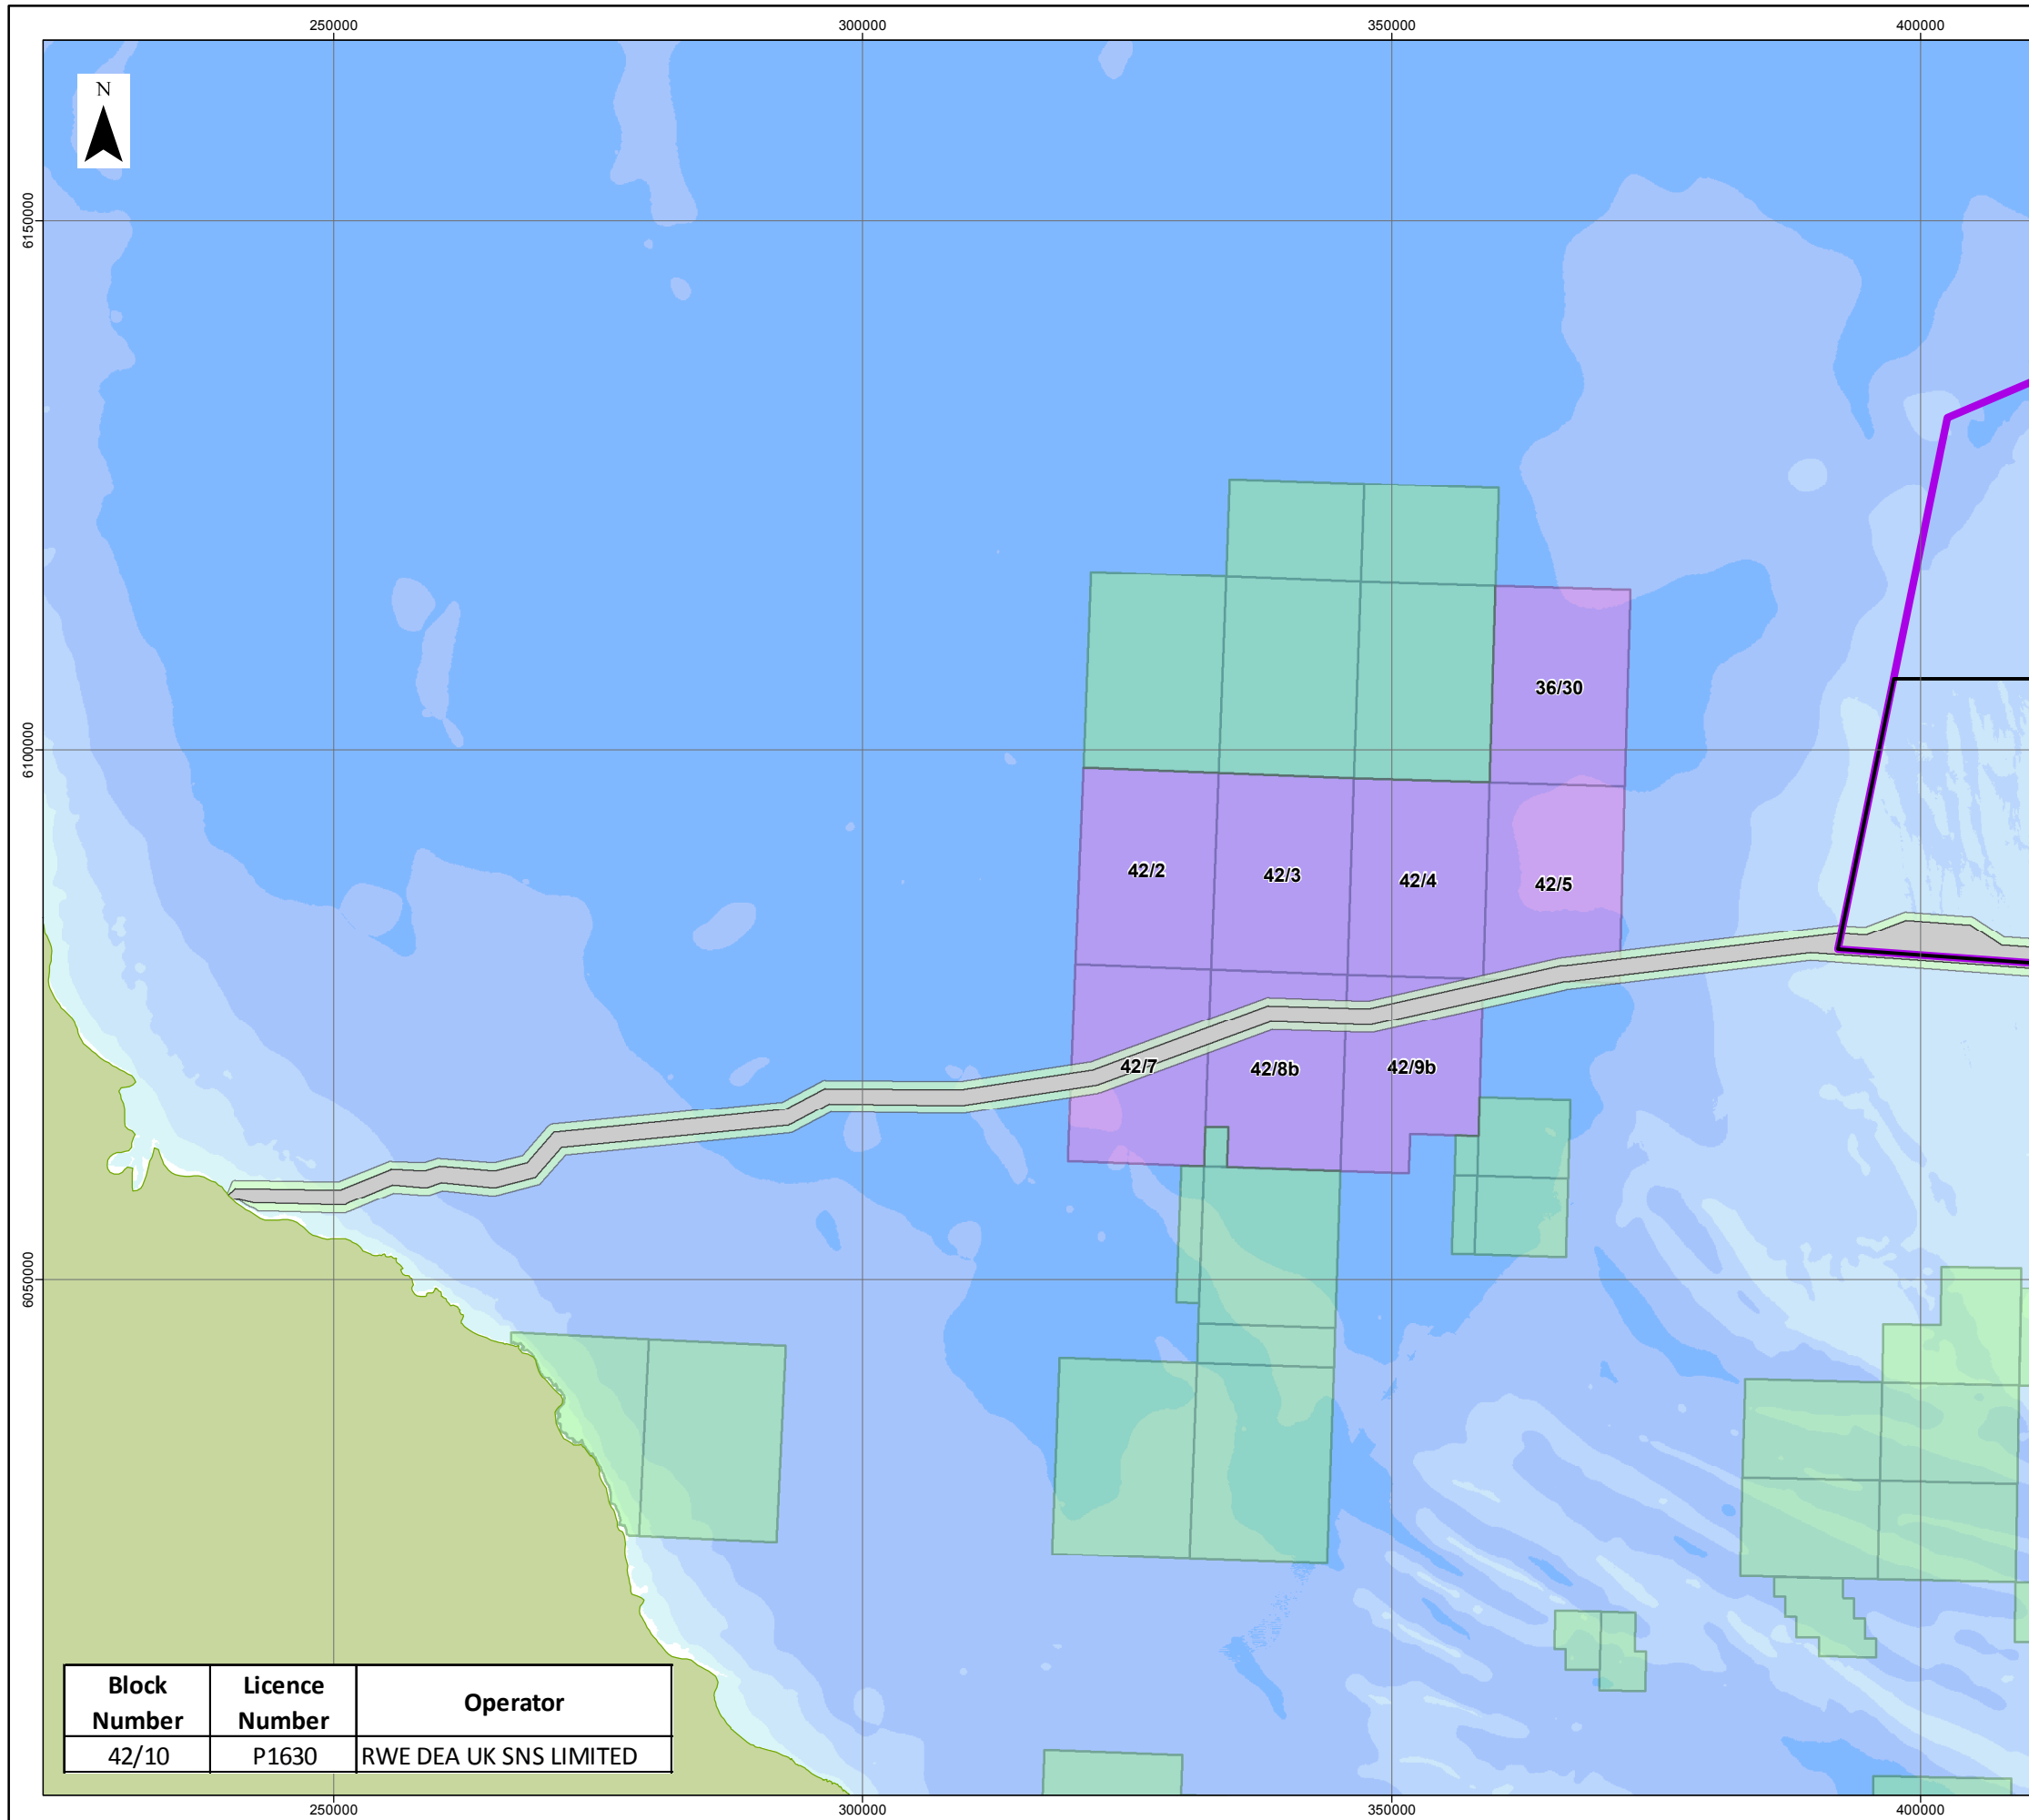 250000 300000 350000 400000
N
6150000
36/30
6100000
42/2 42/3 42/4 42/5
42/7 42/8b 42/9b
6050000
Block Number Licence Number Operator
42/10 P1630 RWE DEA UK SNS LIMITED
250000 300000 350000 400000